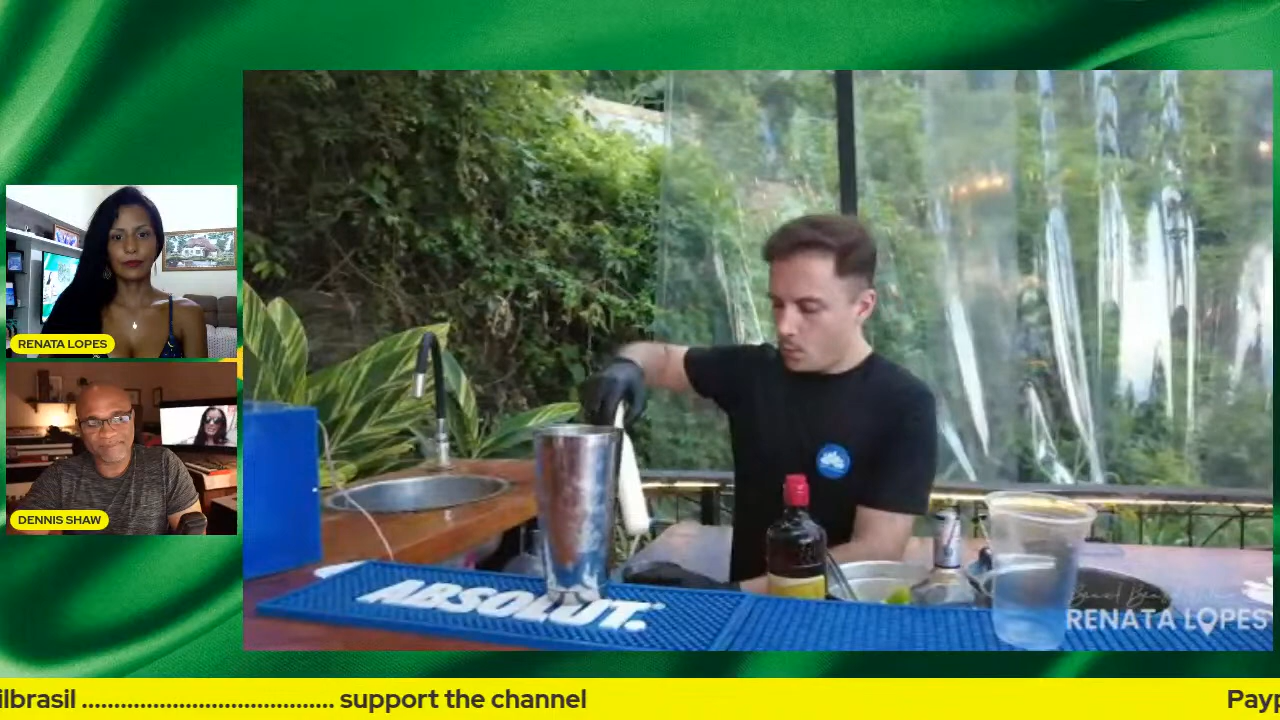 RENATA LOPES
DENNIS SHAW
ABSOLUT.
RENATA LOPES
ilbrasil ..................................... support the channel
Payp